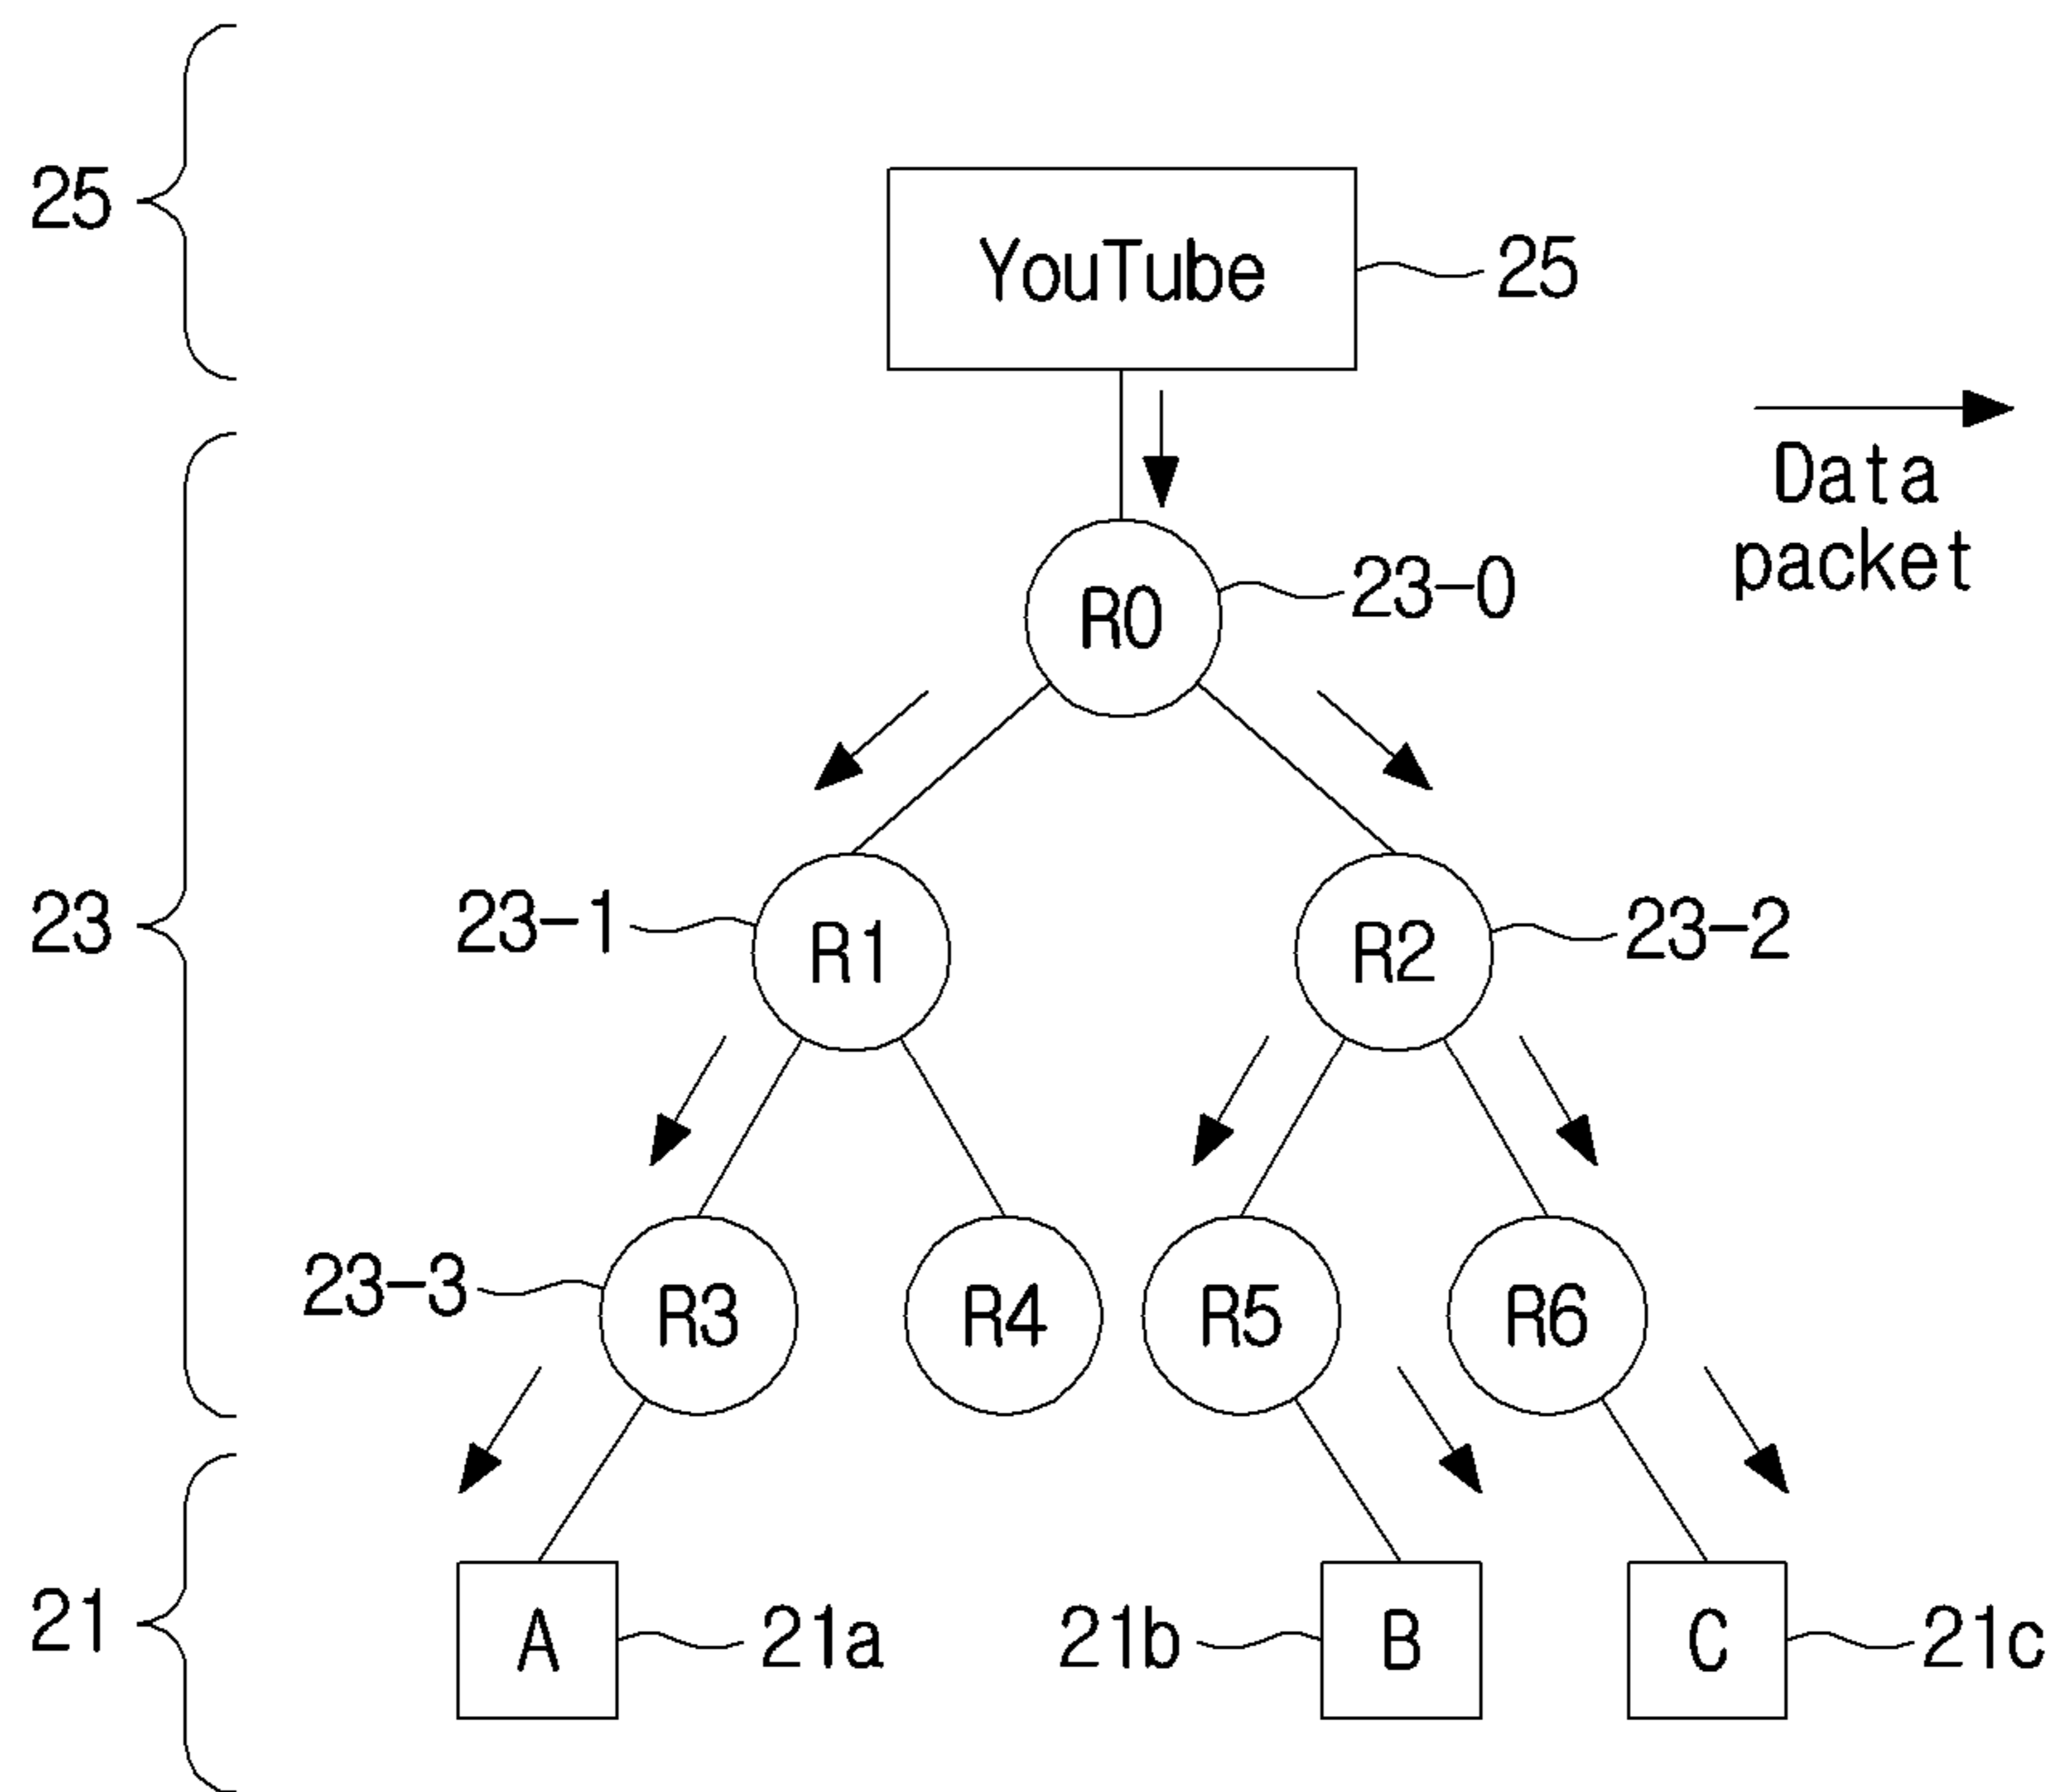 25
YouTube
25
Data
packet
R0
23-0
23
23-1
R1
R2
23-2
23-3
R3
R4
R5
R6
21
A
21a
21b
B
C
21c